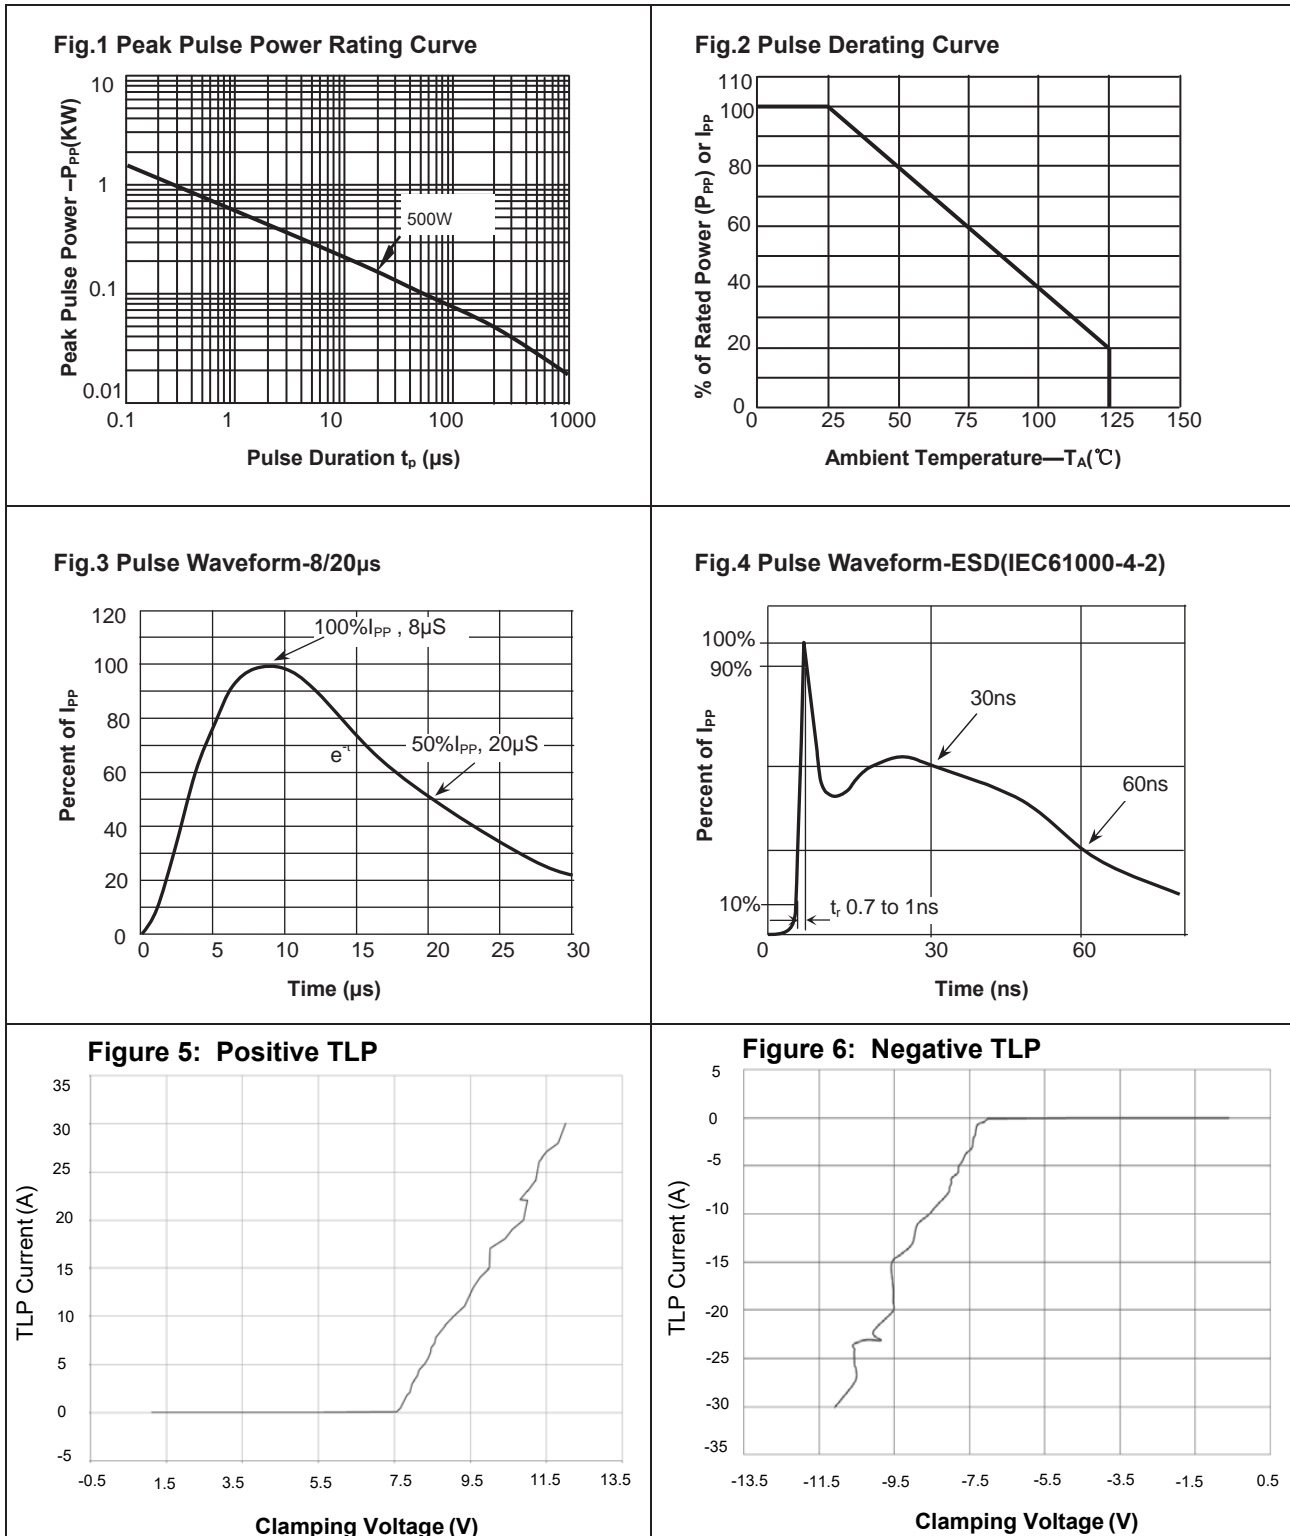 Fig.1 Peak Pulse Power Rating Curve
Peak Pulse Power –PPP(KW)
10
1
0.1
0.01
500W
0.1 1 10 100 1000
Pulse Duration tp (µs)
Fig.2 Pulse Derating Curve
% of Rated Power (PPP) or IPP
110
100
80
60
40
20
0
0 25 50 75 100 125 150
Ambient Temperature—TA(℃)
Fig.3 Pulse Waveform-8/20µs
Percent of IPP
120
100
80
60
40
20
0
100%IPP , 8µS
e-t
50%IPP, 20µS
0 5 10 15 20 25 30
Time (µs)
Fig.4 Pulse Waveform-ESD(IEC61000-4-2)
Percent of IPP
100%
90%
10%
30ns
60ns
tr 0.7 to 1ns
0 30 60
Time (ns)
Figure 5: Positive TLP
TLP Current (A)
35
30
25
20
15
10
5
0
-5
-0.5 1.5 3.5 5.5 7.5 9.5 11.5 13.5
Clamping Voltage (V)
Figure 6: Negative TLP
TLP Current (A)
5
0
-5
-10
-15
-20
-25
-30
-35
-13.5 -11.5 -9.5 -7.5 -5.5 -3.5 -1.5 0.5
Clamping Voltage (V)